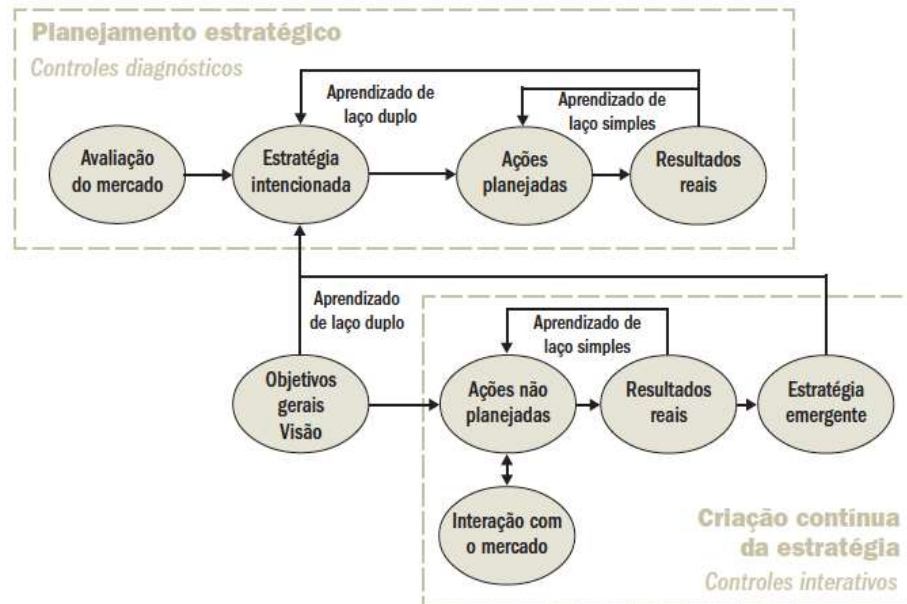 Planejamento estratégico
Controles diagnósticos
Aprendizado de
laço duplo
Aprendizado de
laço simples
Avaliação
do mercado
Estratégia
intencionada
Ações
planejadas
Resultados
reais
Aprendizado
de laço duplo
Aprendizado de
laço simples
Objetivos
gerais
Visão
Ações não
planejadas
Resultados
reais
Estratégia
emergente
Interação com
o mercado
Criação contínua
da estratégia
Controles interativos